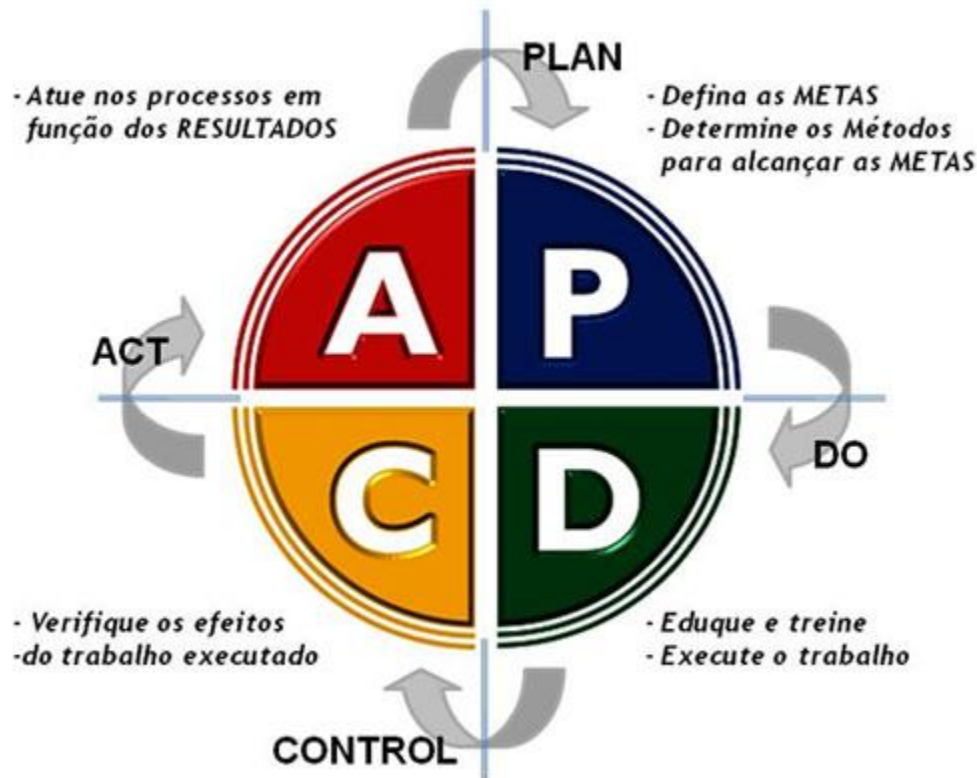 PLAN
- Atue nos processos em
função dos RESULTADOS
- Defina as METAS
- Determine os Métodos
para alcançar as METAS
A
P
ACT
DO
C
D
- Verifique os efeitos
-do trabalho executado
- Eduque e treine
- Execute o trabalho
CONTROL